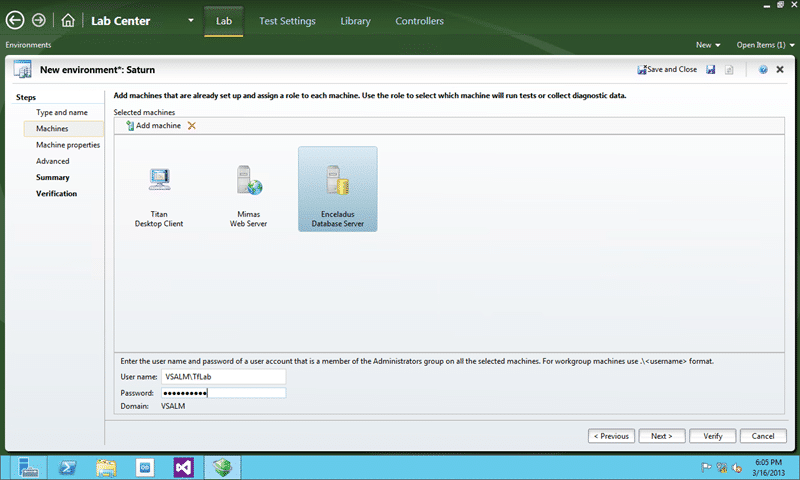 Lab Center
Lab
Test Settings
Library
Controllers
Environments
New
Open Items (1)
New environment*: Saturn
Save and Close
Steps
Type and name
Machines
Machine properties
Advanced
Summary
Verification
Add machines that are already set up and assign a role to each machine. Use the role to select which machine will run tests or collect diagnostic data.
Selected machines
Add machine
Titan
Desktop Client
Mimas
Web Server
Enceladus
Database Server
Enter the user name and password of a user account that is a member of the Administrators group on all the selected machines. For workgroup machines use .\<username> format.
User name: VSALM\TfLab
Password: ●●●●●●●●●●
Domain: VSALM
< Previous
Next >
Verify
Cancel
6:05 PM
3/16/2013